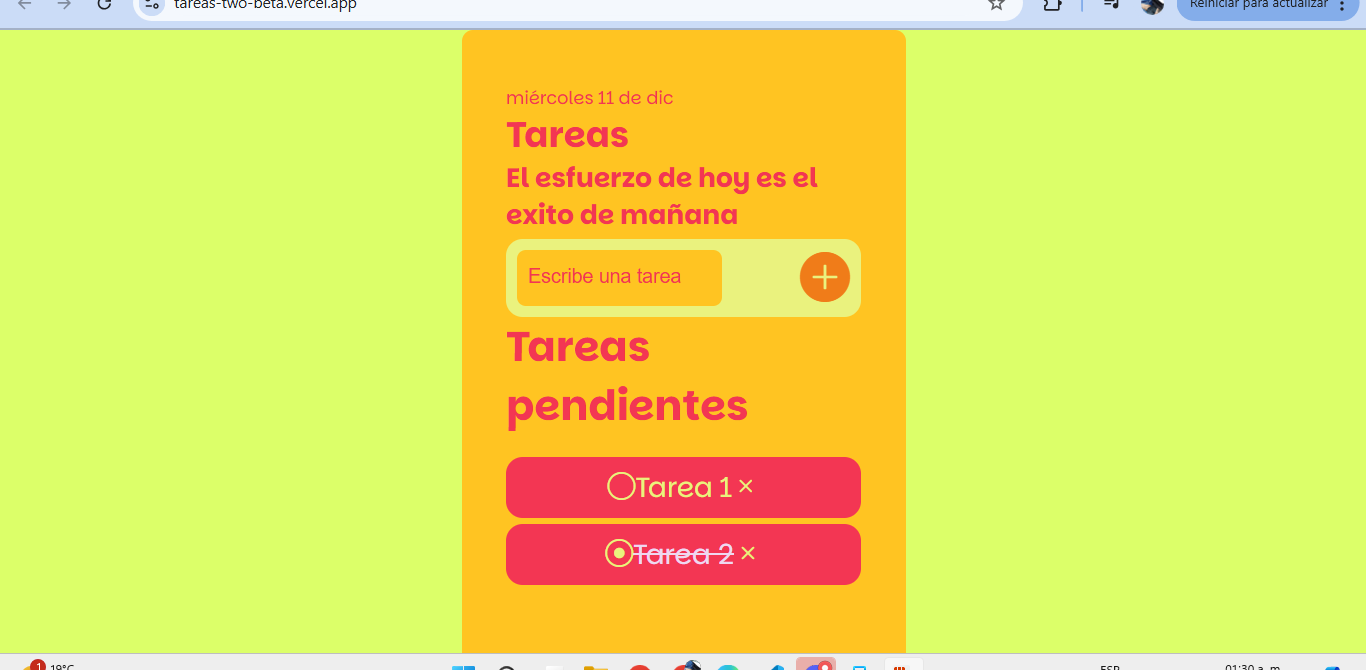 tareas-two-beta.vercel.app
Reiniciar para actualizar
miércoles 11 de dic
Tareas
El esfuerzo de hoy es el
exito de mañana
Escribe una tarea
Tareas
pendientes
Tarea 1 ×
Tarea 2 ×
1
19°C
ESP
01:30 a. m.